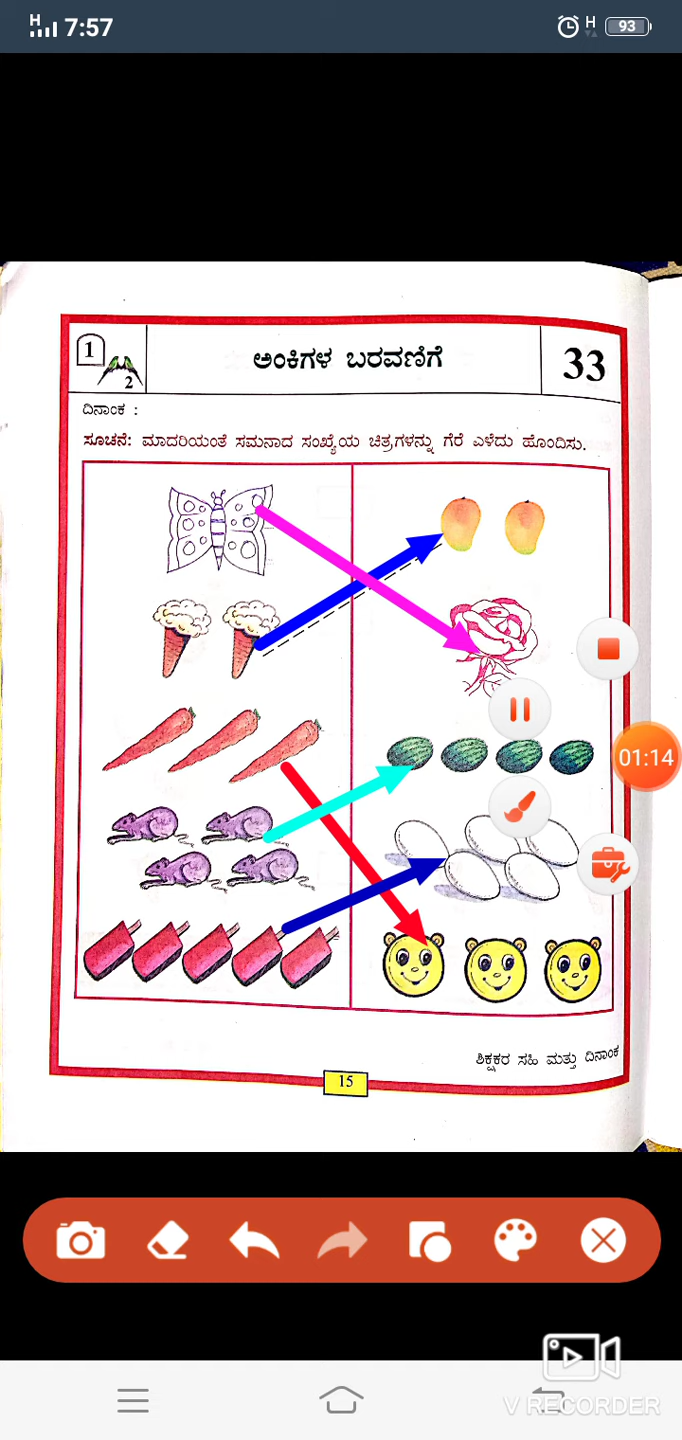 H 7:57 H 93
1 2 ಅಂಕಿಗಳ ಬರವಣಿಗೆ 33
ದಿನಾಂಕ :
ಸೂಚನೆ: ಮಾದರಿಯಂತೆ ಸಮನಾದ ಸಂಖ್ಯೆಯ ಚಿತ್ರಗಳನ್ನು ಗೆರೆ ಎಳೆದು ಹೊಂದಿಸು.
01:14
ಶಿಕ್ಷಕರ ಸಹಿ ಮತ್ತು ದಿನಾಂಕ
15
V RECORDER